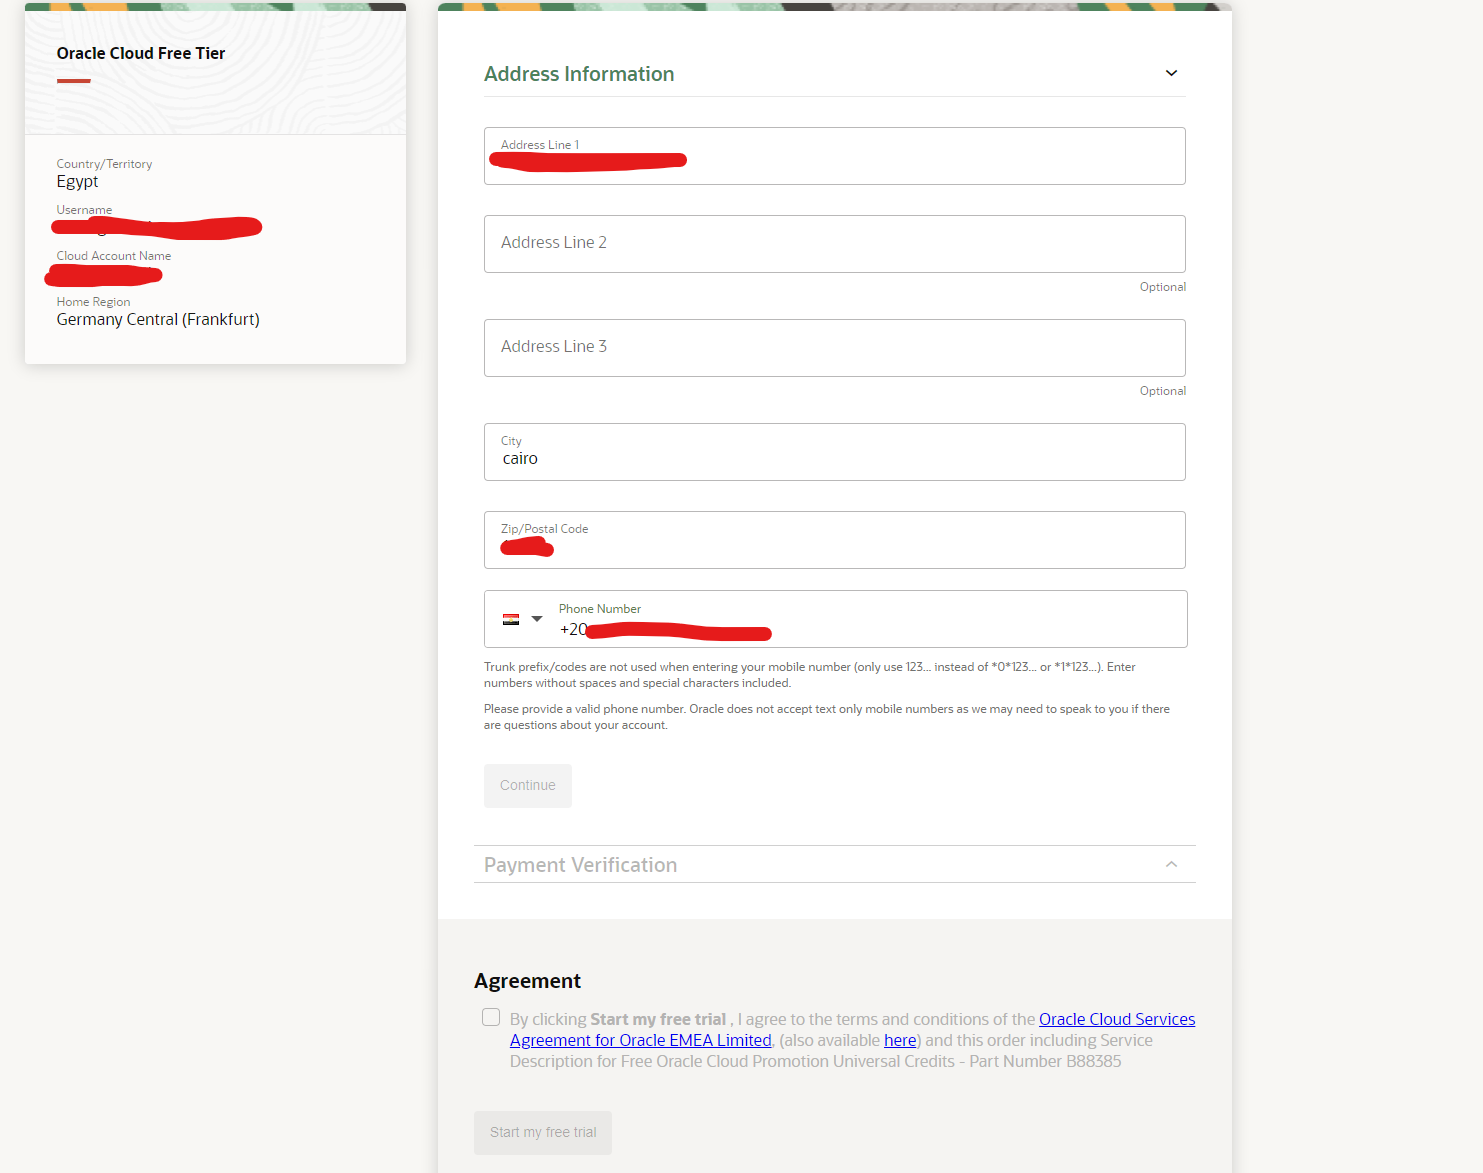 Oracle Cloud Free Tier
Country/Territory
Egypt
Username
Cloud Account Name
Home Region
Germany Central (Frankfurt)
Address Information
Address Line 1
Address Line 2
Optional
Address Line 3
Optional
City
cairo
Zip/Postal Code
Phone Number
+20
Trunk prefix/codes are not used when entering your mobile number (only use 123... instead of *0*123... or *1*123...). Enter
numbers without spaces and special characters included.
Please provide a valid phone number. Oracle does not accept text only mobile numbers as we may need to speak to you if there
are questions about your account.
Continue
Payment Verification
Agreement
By clicking Start my free trial , I agree to the terms and conditions of the Oracle Cloud Services
Agreement for Oracle EMEA Limited, (also available here) and this order including Service
Description for Free Oracle Cloud Promotion Universal Credits - Part Number B88385
Start my free trial